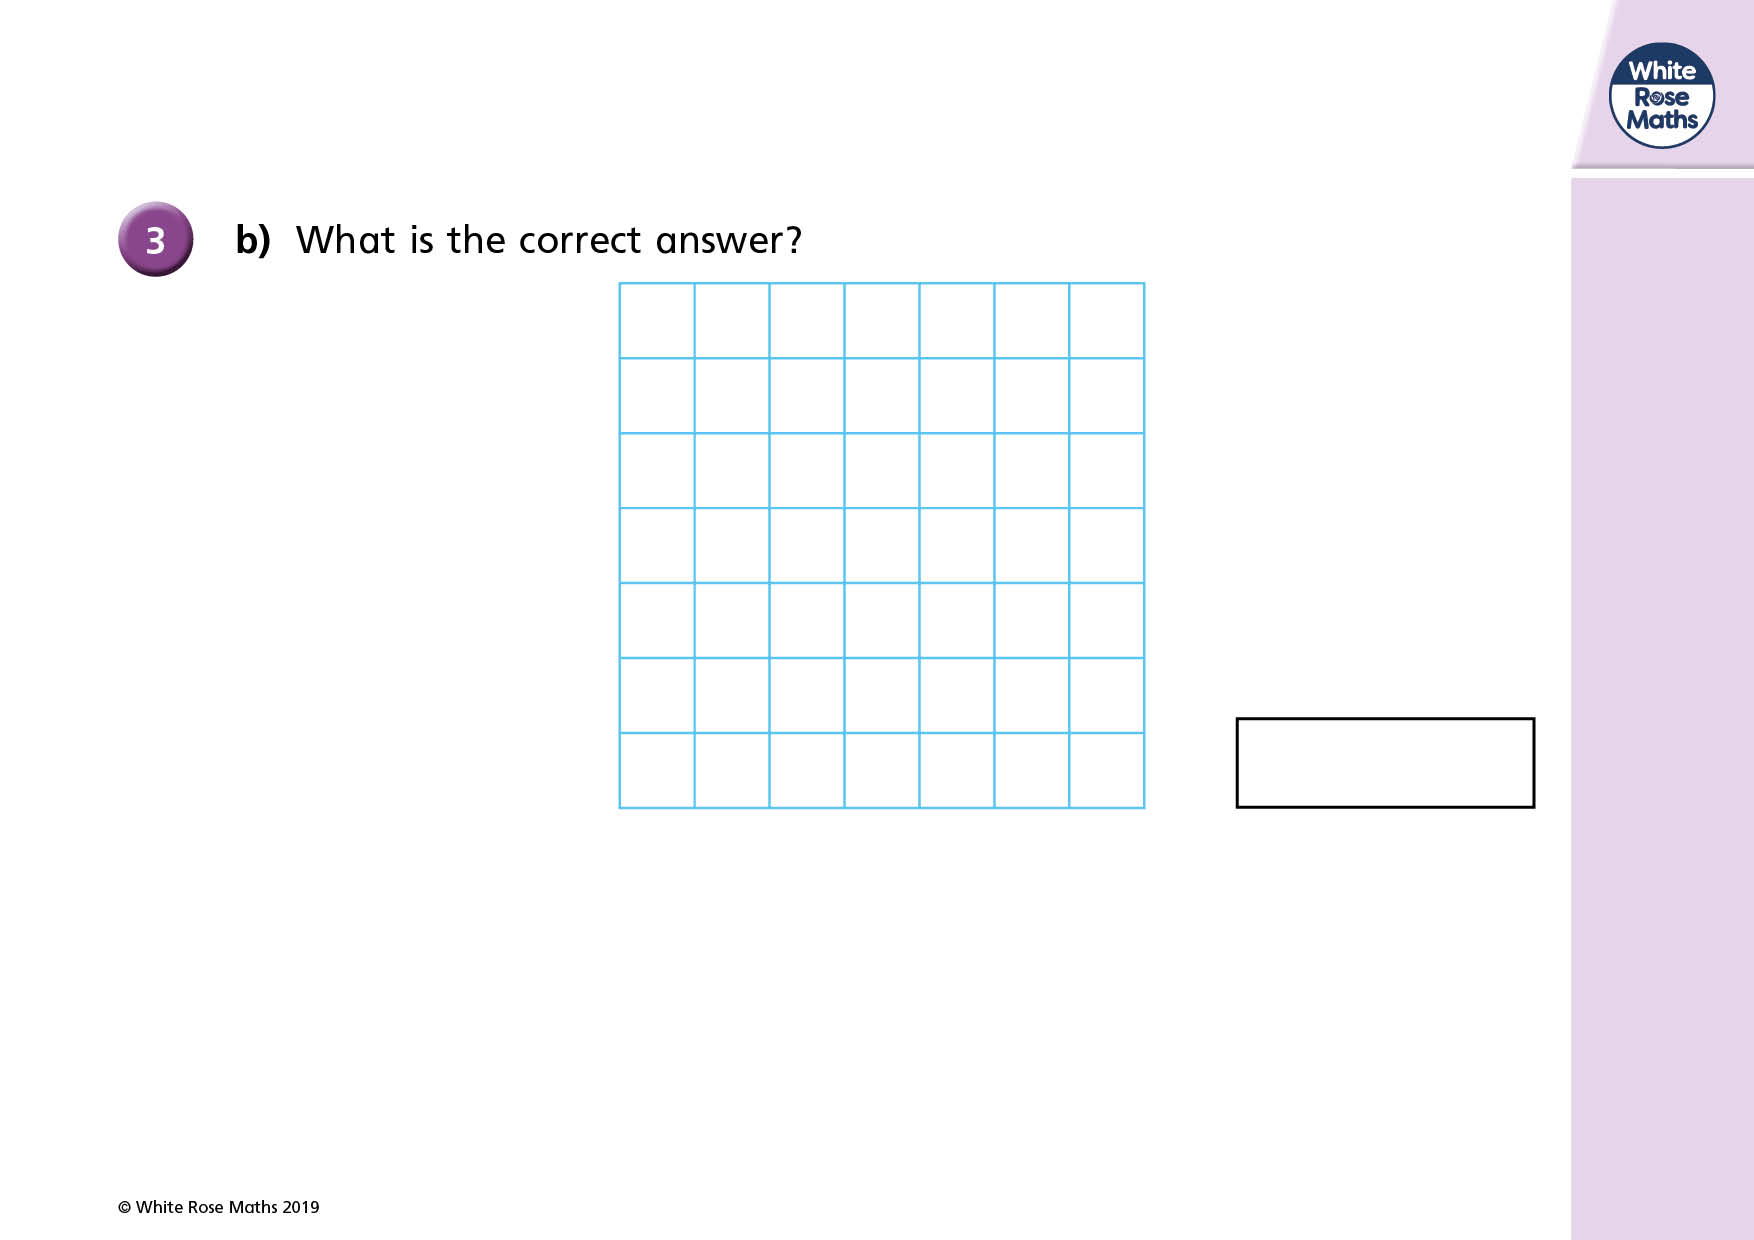 White
Rose
Maths
3 b) What is the correct answer?
© White Rose Maths 2019